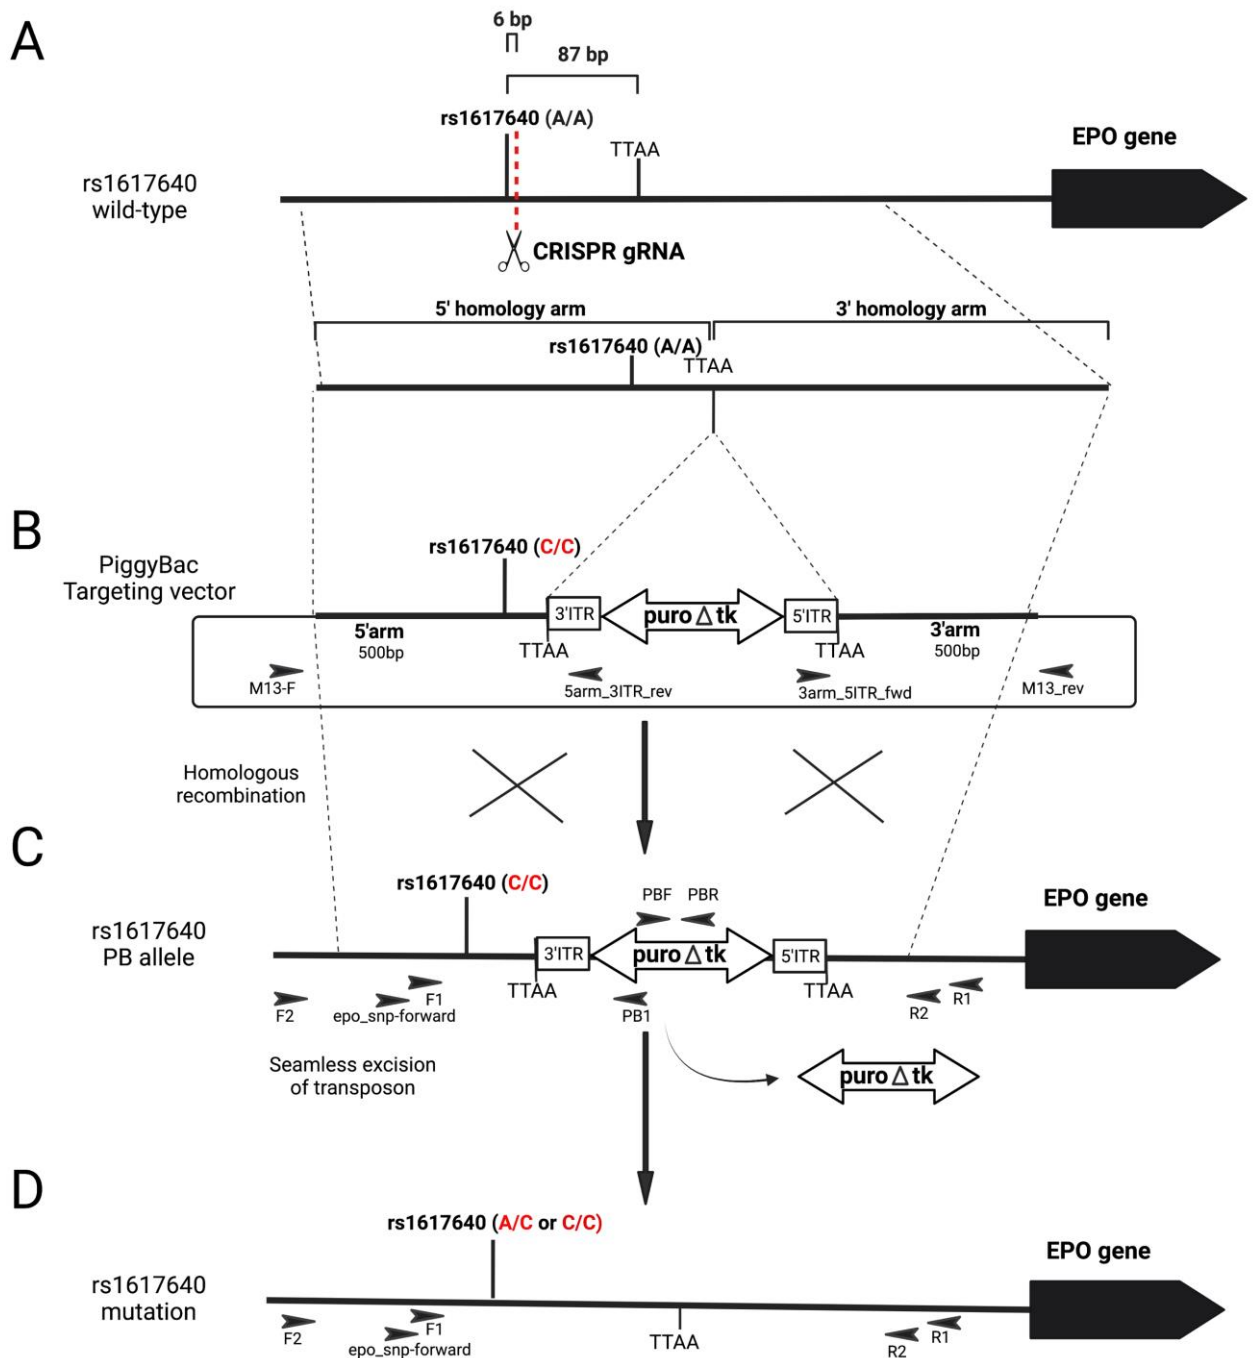 A
6 bp
87 bp
rs1617640 (A/A)
TTAA
EPO gene
rs1617640
wild-type
CRISPR gRNA
5' homology arm
3' homology arm
rs1617640 (A/A)
TTAA
B
rs1617640 (C/C)
PiggyBac
Targeting vector
3'ITR
puro Δ tk
5'ITR
5'arm
500bp
TTAA
TTAA
3'arm
500bp
M13-F
5arm_3ITR_rev
3arm_5ITR_fwd
M13_rev
Homologous
recombination
C
rs1617640 (C/C)
PBF
PBR
EPO gene
rs1617640
PB allele
3'ITR
puro Δ tk
5'ITR
TTAA
TTAA
F2
epo_snp-forward
F1
PB1
R2
R1
Seamless excision
of transposon
puro Δ tk
D
rs1617640 (A/C or C/C)
EPO gene
rs1617640
mutation
F2
epo_snp-forward
F1
TTAA
R2
R1